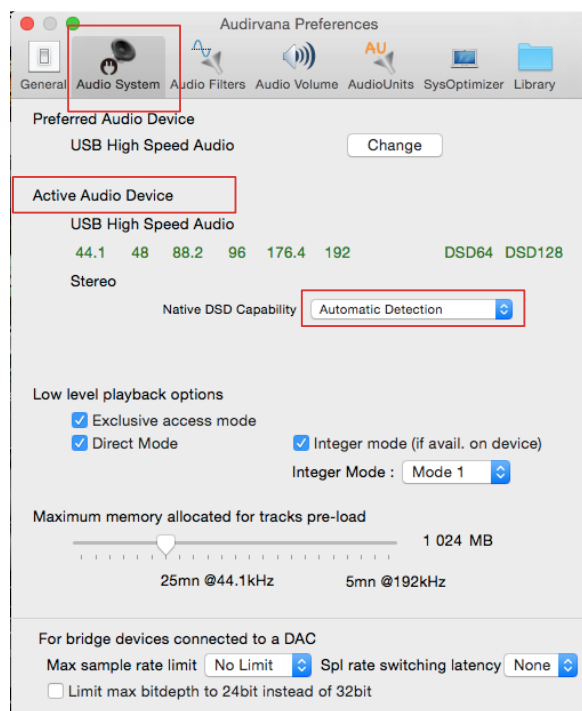 Audirvana Preferences
General Audio System Audio Filters Audio Volume AU AudioUnits SysOptimizer Library
Preferred Audio Device
USB High Speed Audio Change
Active Audio Device
USB High Speed Audio
44.1 48 88.2 96 176.4 192 DSD64 DSD128
Stereo
Native DSD Capability Automatic Detection
Low level playback options
Exclusive access mode
Direct Mode Integer mode (if avail. on device)
Integer Mode : Mode 1
Maximum memory allocated for tracks pre-load
1 024 MB
25mn @44.1kHz 5mn @192kHz
For bridge devices connected to a DAC
Max sample rate limit No Limit Spl rate switching latency None
Limit max bitdepth to 24bit instead of 32bit